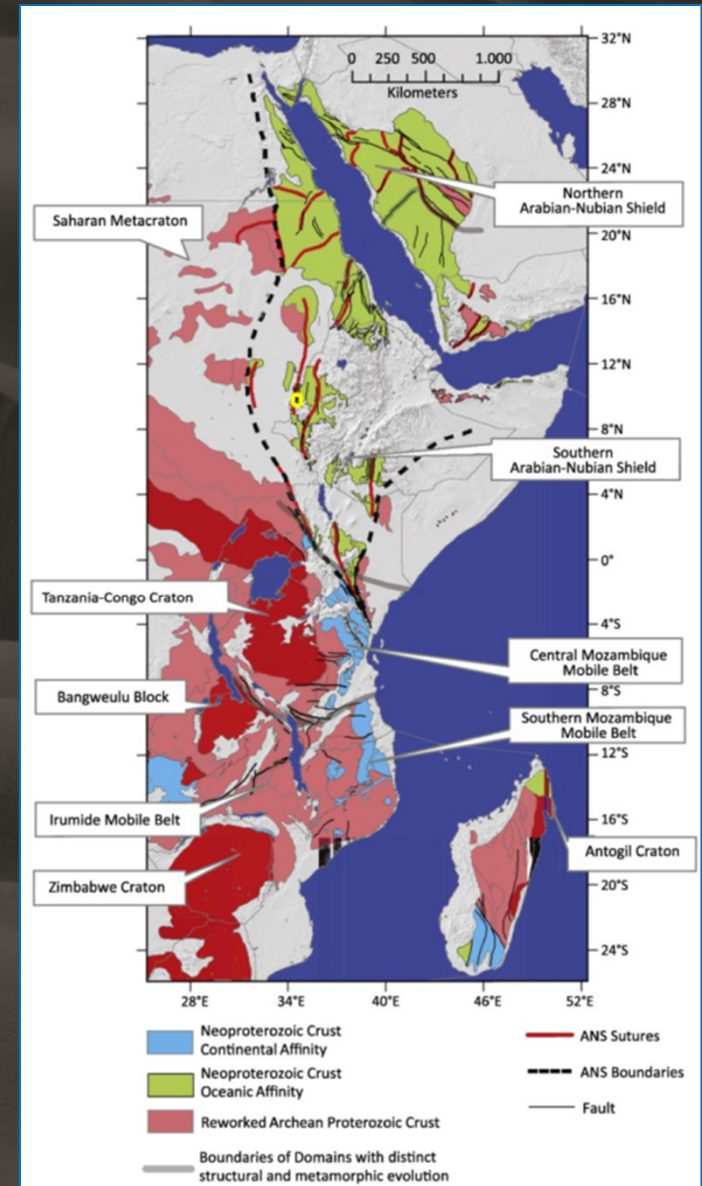 32°N
0 250 500 1.000
Kilometers
28°N
24°N
Northern
Arabian-Nubian Shield
Saharan Metacraton
20°N
16°N
12°N
8°N
Southern
Arabian-Nubian Shield
4°N
0°
Tanzania-Congo Craton
4°S
Central Mozambique
Mobile Belt
Bangweulu Block
8°S
Southern Mozambique
Mobile Belt
12°S
Irumide Mobile Belt
16°S
Antogil Craton
Zimbabwe Craton
20°S
24°S
28°E 34°E 40°E 46°E 52°E
Neoproterozoic Crust
Continental Affinity
ANS Sutures
Neoproterozoic Crust
Oceanic Affinity
ANS Boundaries
Reworked Archean Proterozoic Crust
Fault
Boundaries of Domains with distinct
structural and metamorphic evolution